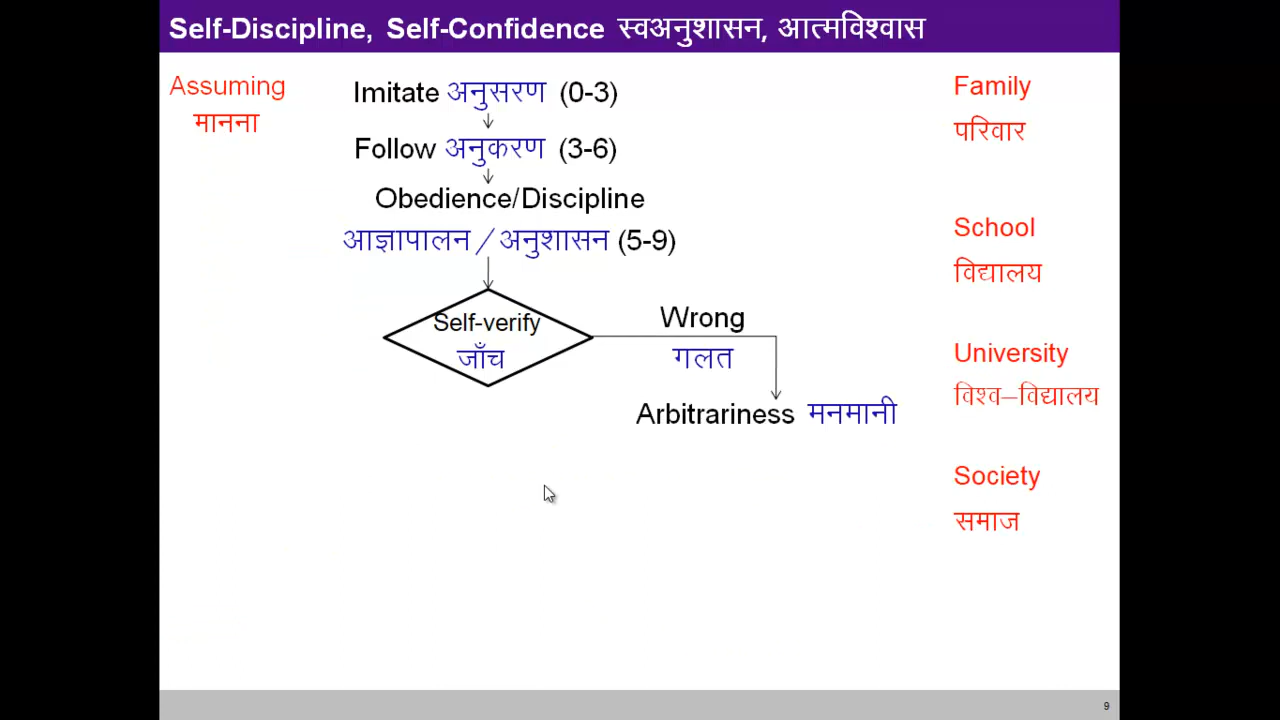 Self-Discipline, Self-Confidence स्वअनुशासन, आत्मविश्वास
Assuming
मानना
Imitate अनुसरण (0-3)
Follow अनुकरण (3-6)
Obedience/Discipline
आज्ञापालन / अनुशासन (5-9)
Self-verify
जाँच
Wrong
गलत
Arbitrariness मनमानी
Family
परिवार
School
विद्यालय
University
विश्व–विद्यालय
Society
समाज
9